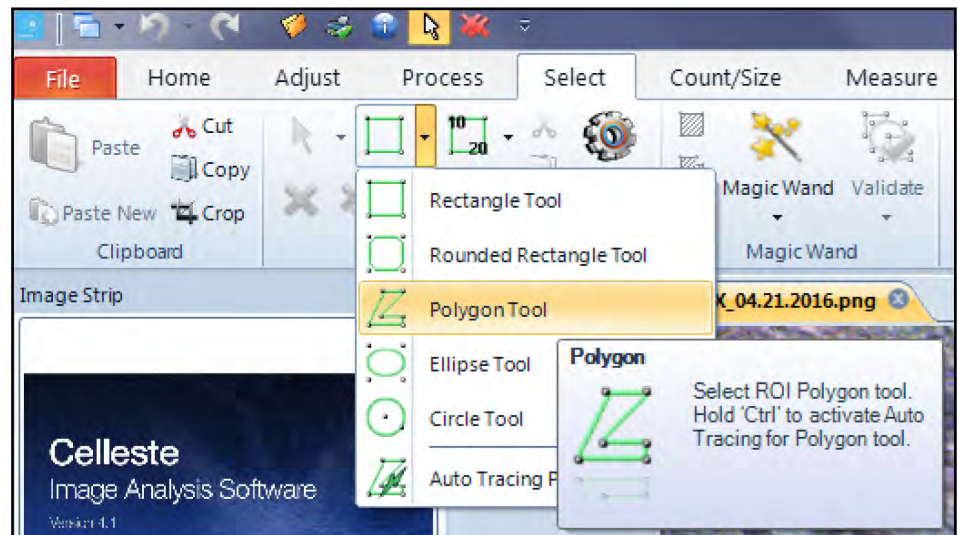 File Home Adjust Process Select Count/Size Measure
Paste
Cut
Copy
Paste New
Crop
Clipboard
10
20
Magic Wand
Validate
Magic Wand
Rectangle Tool
Rounded Rectangle Tool
Polygon Tool
Ellipse Tool
Circle Tool
Auto Tracing P
Image Strip
X_04.21.2016.png
Polygon
Select ROI Polygon tool.
Hold 'Ctrl' to activate Auto
Tracing for Polygon tool.
Celleste
Image Analysis Software
Version 4.1